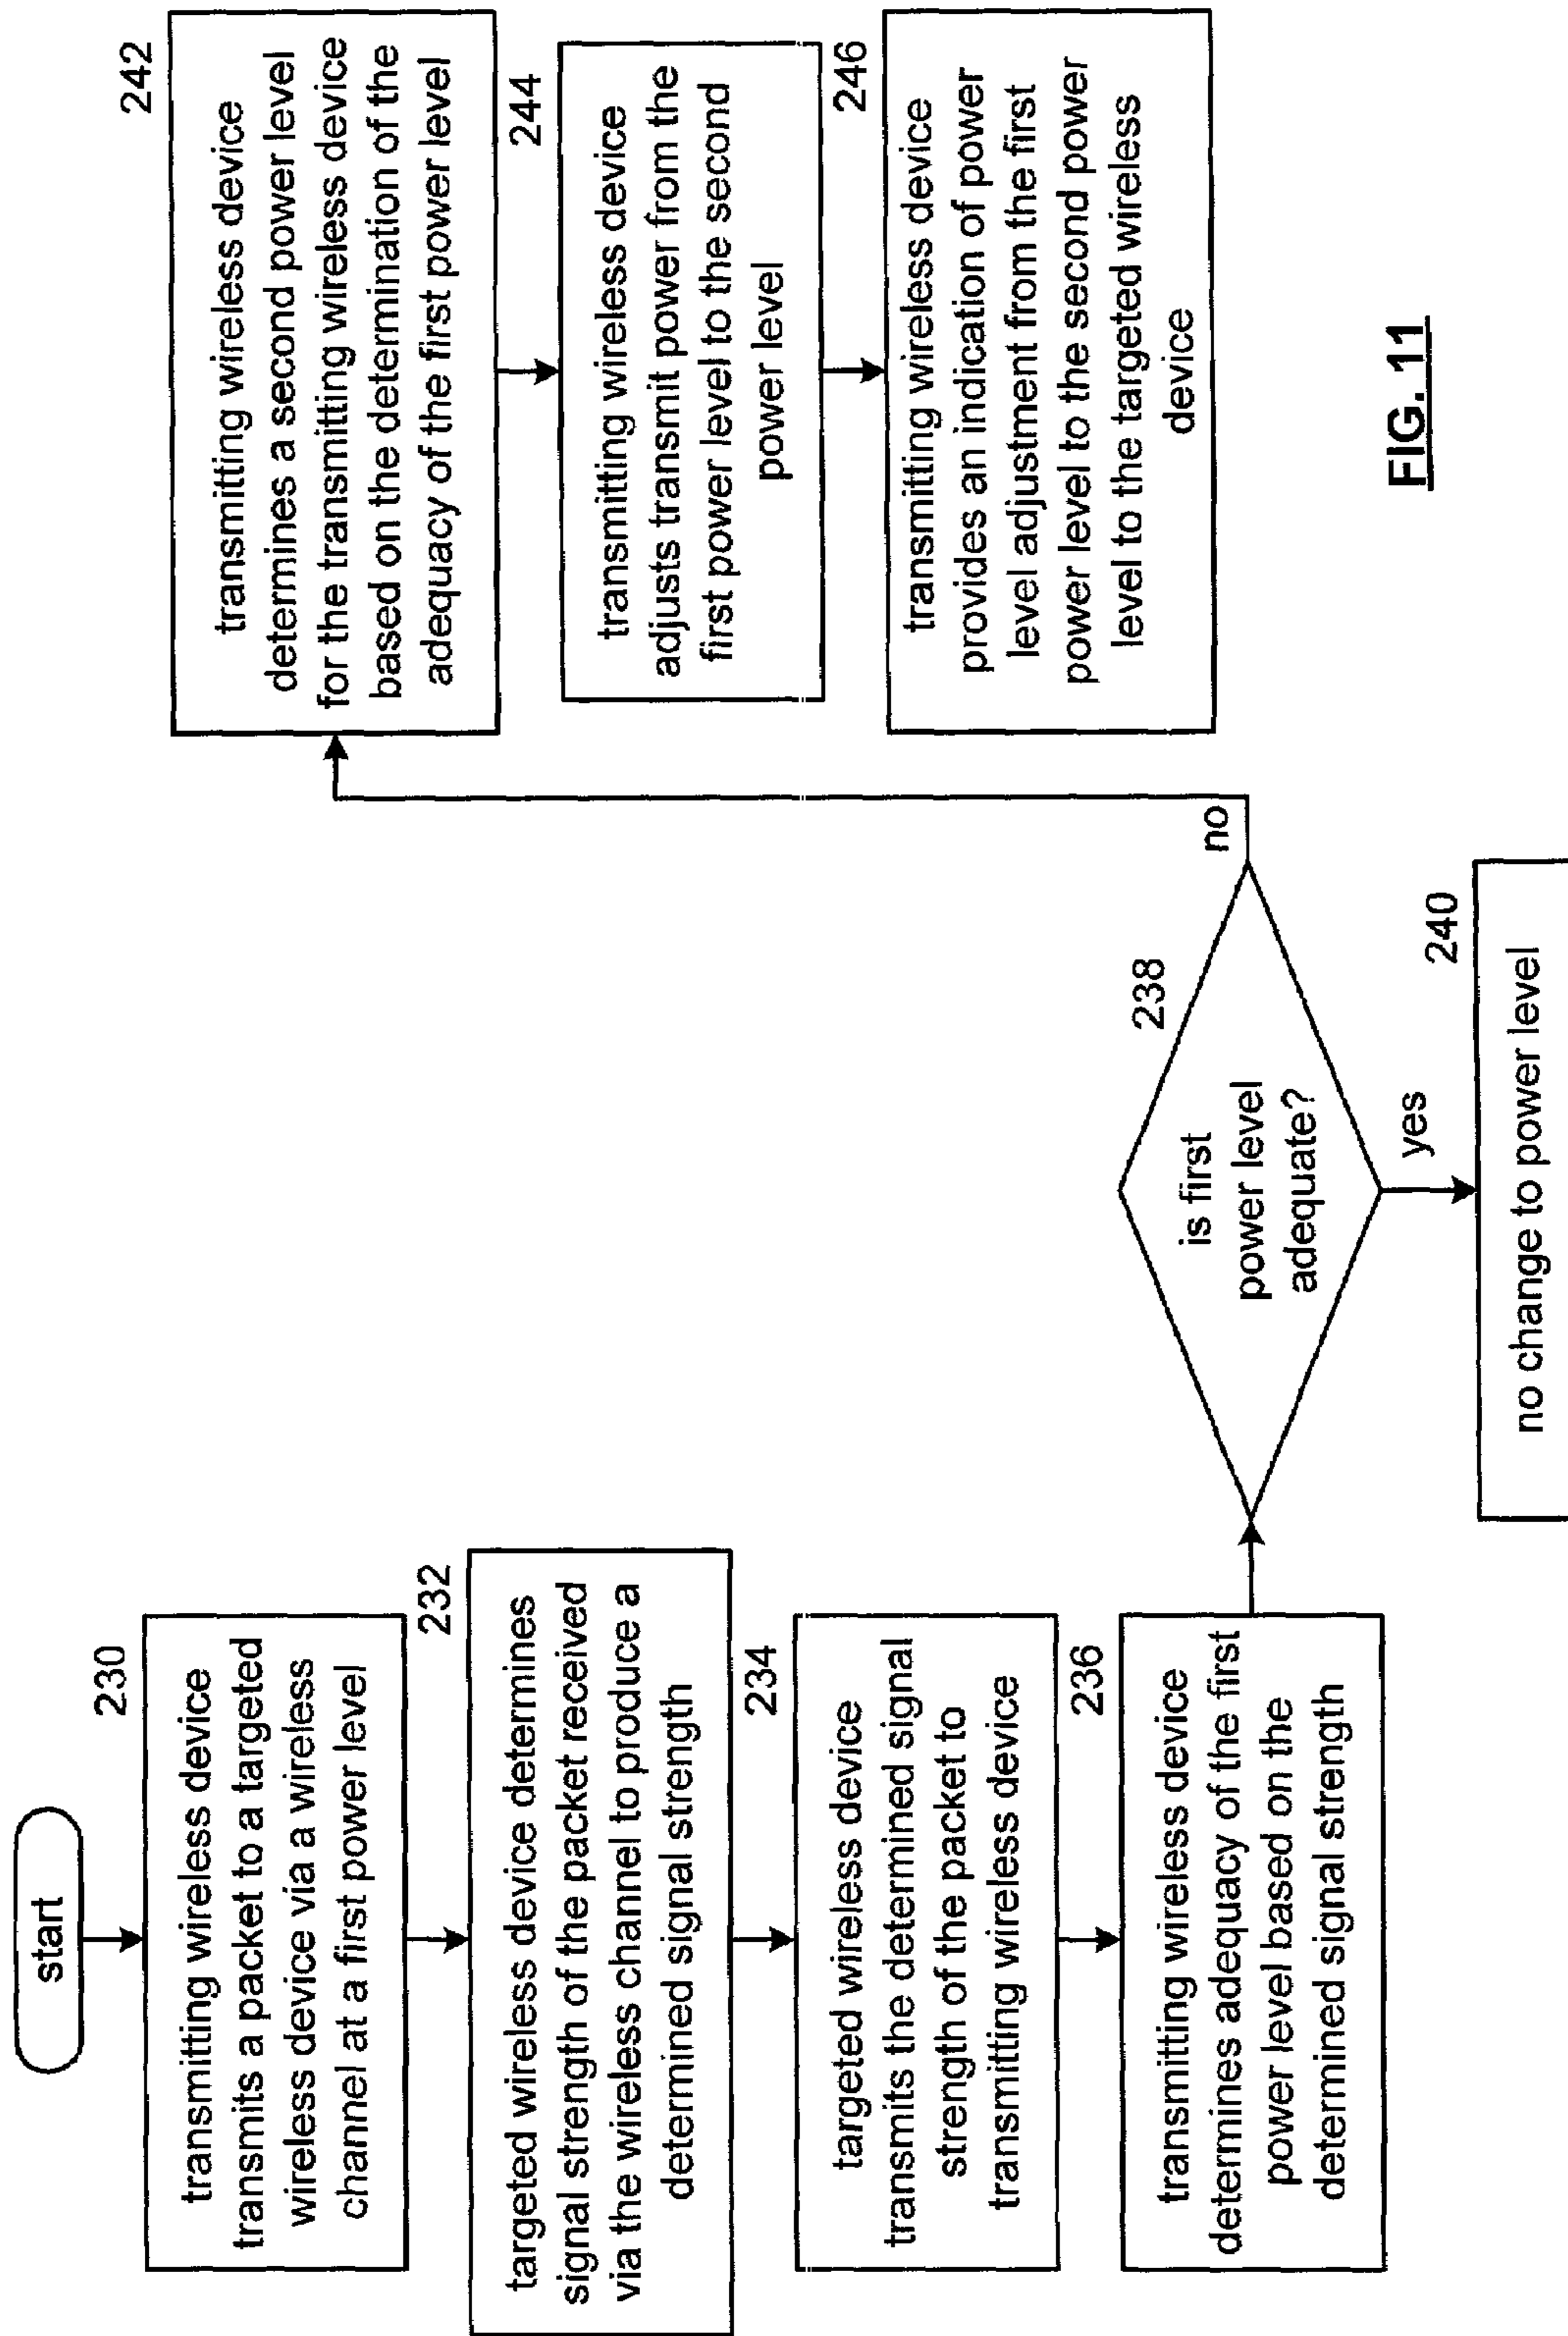 start
230
transmitting wireless device
transmits a packet to a targeted
wireless device via a wireless
channel at a first power level
232
targeted wireless device determines
signal strength of the packet received
via the wireless channel to produce a
determined signal strength
234
targeted wireless device
transmits the determined signal
strength of the packet to
transmitting wireless device
236
transmitting wireless device
determines adequacy of the first
power level based on the
determined signal strength
238
is first
power level
adequate?
yes
no
240
no change to power level
242
transmitting wireless device
determines a second power level
for the transmitting wireless device
based on the determination of the
adequacy of the first power level
244
transmitting wireless device
adjusts transmit power from the
first power level to the second
power level
246
transmitting wireless device
provides an indication of power
level adjustment from the first
power level to the second power
level to the targeted wireless
device
FIG. 11